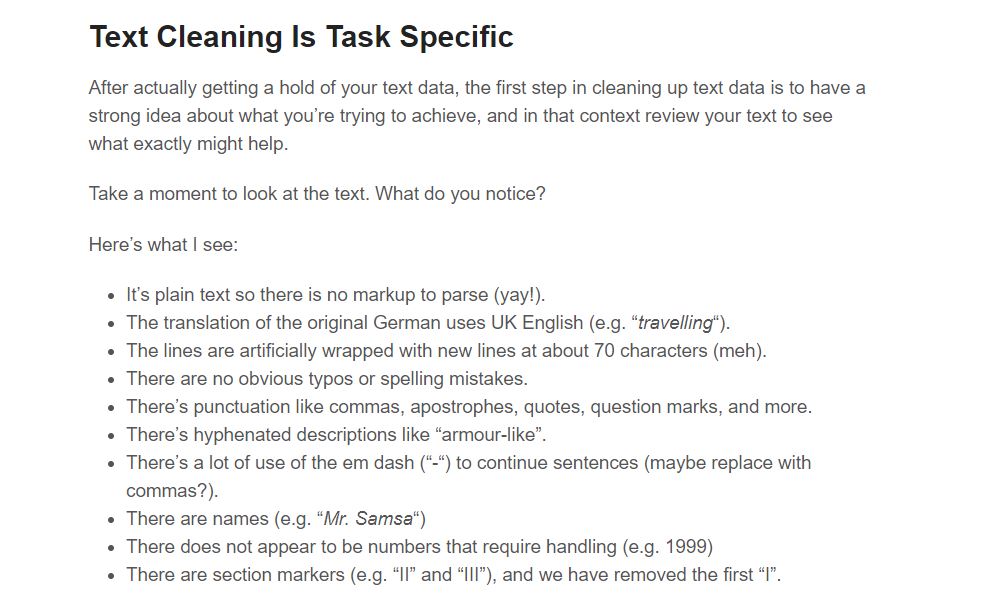 Text Cleaning Is Task Specific
After actually getting a hold of your text data, the first step in cleaning up text data is to have a
strong idea about what you’re trying to achieve, and in that context review your text to see
what exactly might help.
Take a moment to look at the text. What do you notice?
Here’s what I see:
• It’s plain text so there is no markup to parse (yay!).
• The translation of the original German uses UK English (e.g. “travelling“).
• The lines are artificially wrapped with new lines at about 70 characters (meh).
• There are no obvious typos or spelling mistakes.
• There’s punctuation like commas, apostrophes, quotes, question marks, and more.
• There’s hyphenated descriptions like “armour-like”.
• There’s a lot of use of the em dash (“-“) to continue sentences (maybe replace with
commas?).
• There are names (e.g. “Mr. Samsa“)
• There does not appear to be numbers that require handling (e.g. 1999)
• There are section markers (e.g. “II” and “III”), and we have removed the first “I”.